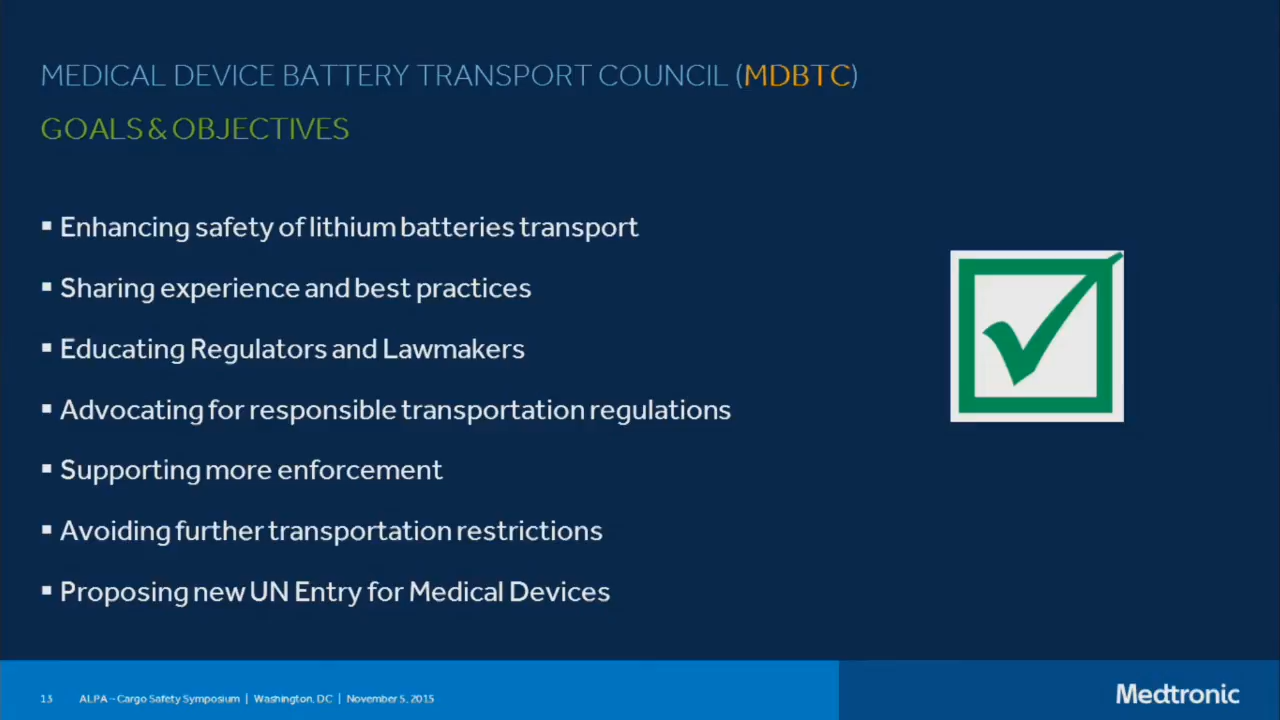 MEDICAL DEVICE BATTERY TRANSPORT COUNCIL (MDBTC)
GOALS & OBJECTIVES
▪ Enhancing safety of lithium batteries transport
▪ Sharing experience and best practices
▪ Educating Regulators and Lawmakers
▪ Advocating for responsible transportation regulations
▪ Supporting more enforcement
▪ Avoiding further transportation restrictions
▪ Proposing new UN Entry for Medical Devices
13 ALPA – Cargo Safety Symposium | Washington, DC | November 5, 2015
Medtronic